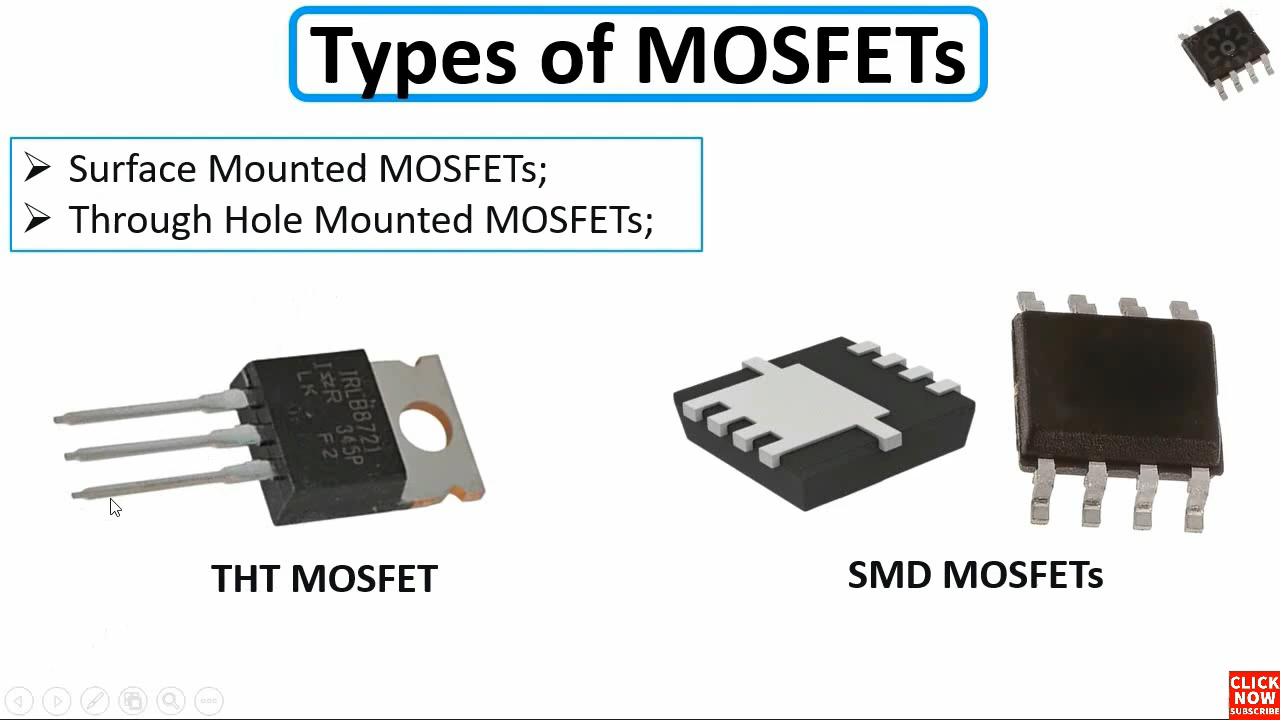 Types of MOSFETs
➢ Surface Mounted MOSFETs;
➢ Through Hole Mounted MOSFETs;
IRLB8721
IR 345P
LK F2
THT MOSFET
SMD MOSFETs
CLICK
NOW
SUBSCRIBE